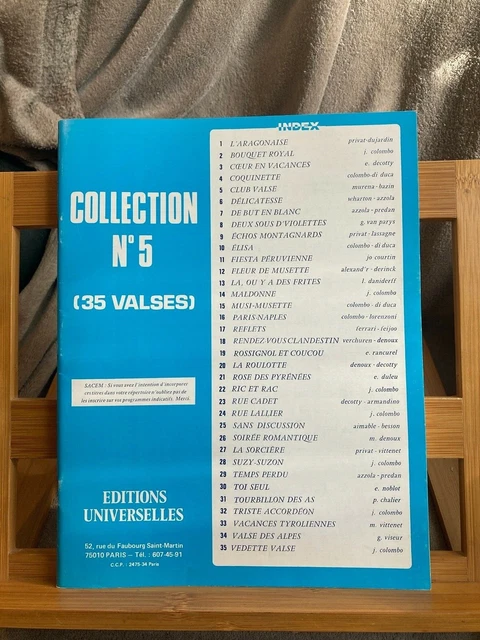 COLLECTION
N° 5
(35 VALSES)
SACEM : Si vous avez l'intention d'incorporer
ces titres dans votre répertoire n'oubliez pas de
les inscrire sur vos programmes indicatifs. Merci.
EDITIONS
UNIVERSELLES
52, rue du Faubourg Saint-Martin
75010 PARIS — Tél. : 607-45-91
C.C.P. : 2475-34 Paris
INDEX
1 L'ARAGONAISE privat-dujardin
2 BOUQUET ROYAL j. colombo
3 CŒUR EN VACANCES e. decotty
4 COQUINETTE colombo-di duca
5 CLUB VALSE murena - bazin
6 DÉLICATESSE wharton - azzola
7 DE BUT EN BLANC azzola - predan
8 DEUX SOUS D'VIOLETTES g. van parys
9 ÉCHOS MONTAGNARDS privat - lassagne
10 ÉLISA colombo - di duca
11 FIESTA PÉRUVIENNE jo courtin
12 FLEUR DE MUSETTE alexand'r - derinck
13 LA, OU Y A DES FRITES l. daniderff
14 MALDONNE j. colombo
15 MUSI-MUSETTE colombo - di duca
16 PARIS-NAPLES colombo - lorenzoni
17 REFLETS ferrari - feijoo
18 RENDEZ-VOUS CLANDESTIN verchuren - denoux
19 ROSSIGNOL ET COUCOU e. rancurel
20 LA ROULOTTE denoux - decotty
21 ROSE DES PYRÉNÉES e. duleu
22 RIC ET RAC j. colombo
23 RUE CADET decotty - armandino
24 RUE LALLIER j. colombo
25 SANS DISCUSSION aimable - beston
26 SOIRÉE ROMANTIQUE m. denoux
27 LA SORCIÈRE privat - vittenet
28 SUZY-SUZON j. colombo
29 TEMPS PERDU azzola - predan
30 TOI SEUL e. noblot
31 TOURBILLON DES AS p. chalier
32 TRISTE ACCORDÉON j. colombo
33 VACANCES TYROLIENNES m. vittenet
34 VALSE DES ALPES g. viseur
35 VEDETTE VALSE j. colombo